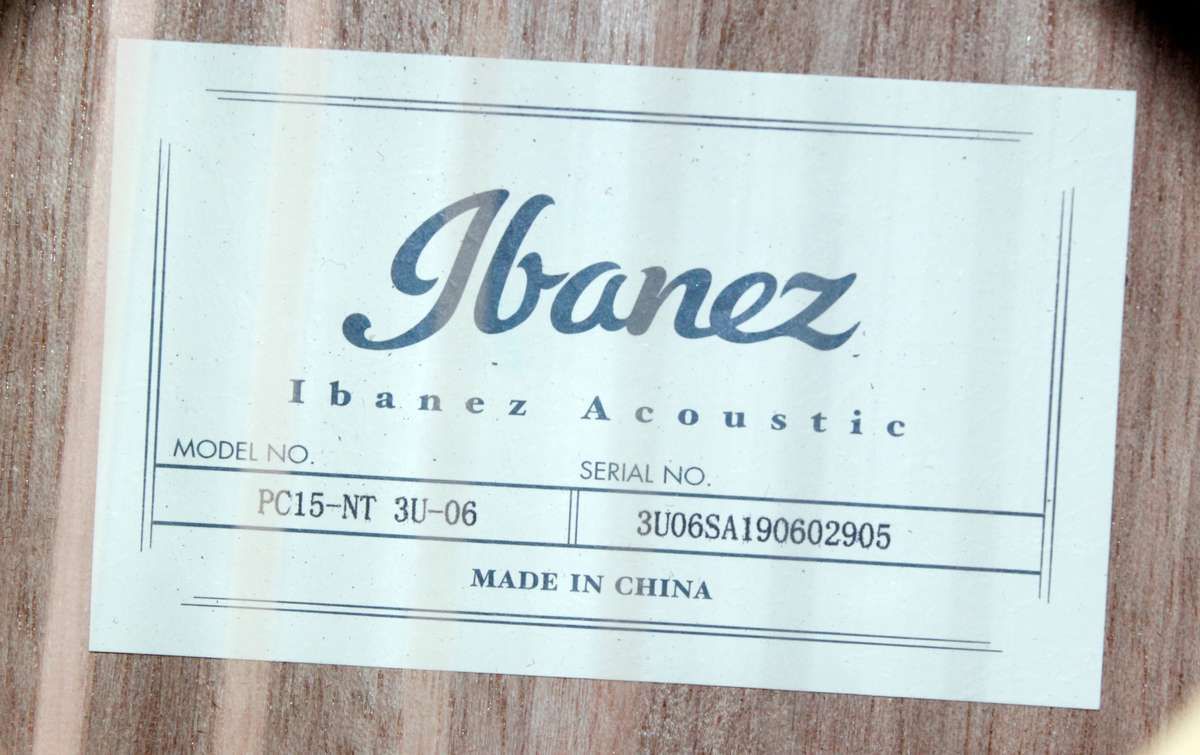 Ibanez
Ibanez Acoustic
MODEL NO.
SERIAL NO.
PC15-NT 3U-06
3U06SA190602905
MADE IN CHINA